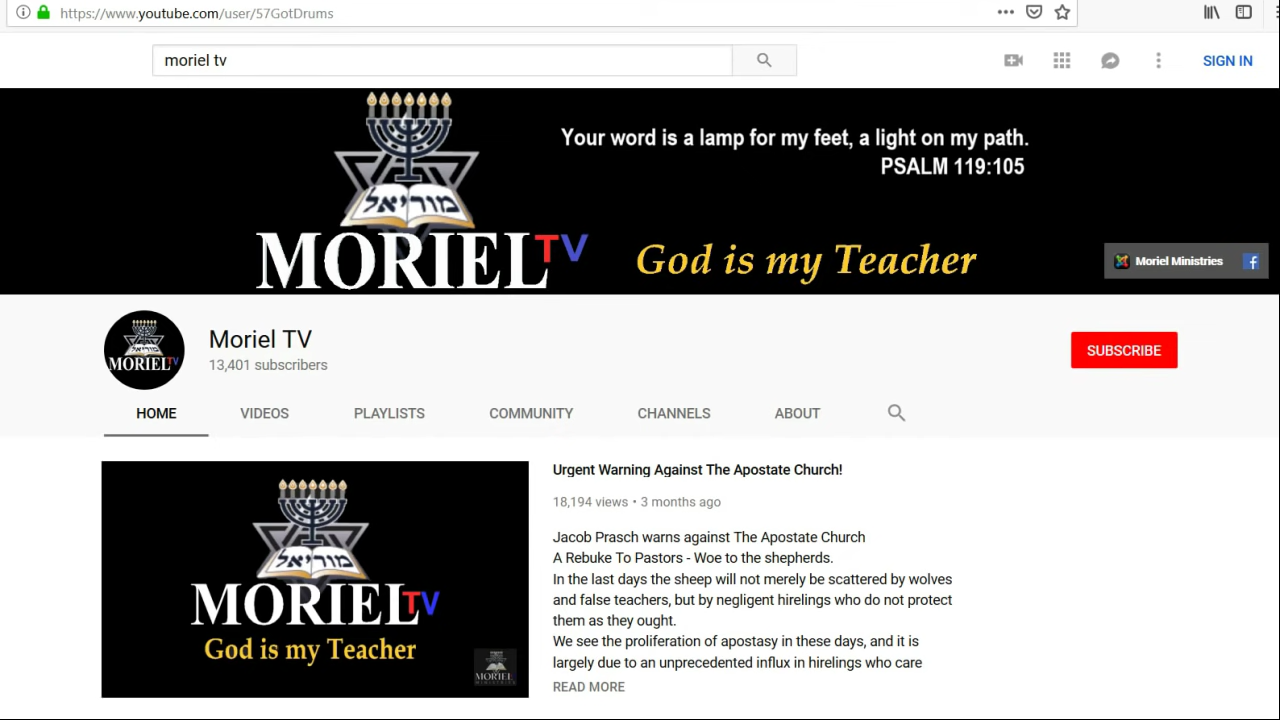 https://www.youtube.com/user/57GotDrums
moriel tv
SIGN IN
Your word is a lamp for my feet, a light on my path.
PSALM 119:105
מוריאל
MORIEL TV
God is my Teacher
Moriel Ministries
MORIEL TV
Moriel TV
13,401 subscribers
SUBSCRIBE
HOME VIDEOS PLAYLISTS COMMUNITY CHANNELS ABOUT
מוריאל
MORIEL TV
God is my Teacher
MORIEL
MINISTRIES
Urgent Warning Against The Apostate Church!
18,194 views • 3 months ago
Jacob Prasch warns against The Apostate Church
A Rebuke To Pastors - Woe to the shepherds.
In the last days the sheep will not merely be scattered by wolves
and false teachers, but by negligent hirelings who do not protect
them as they ought.
We see the proliferation of apostasy in these days, and it is
largely due to an unprecedented influx in hirelings who care
READ MORE